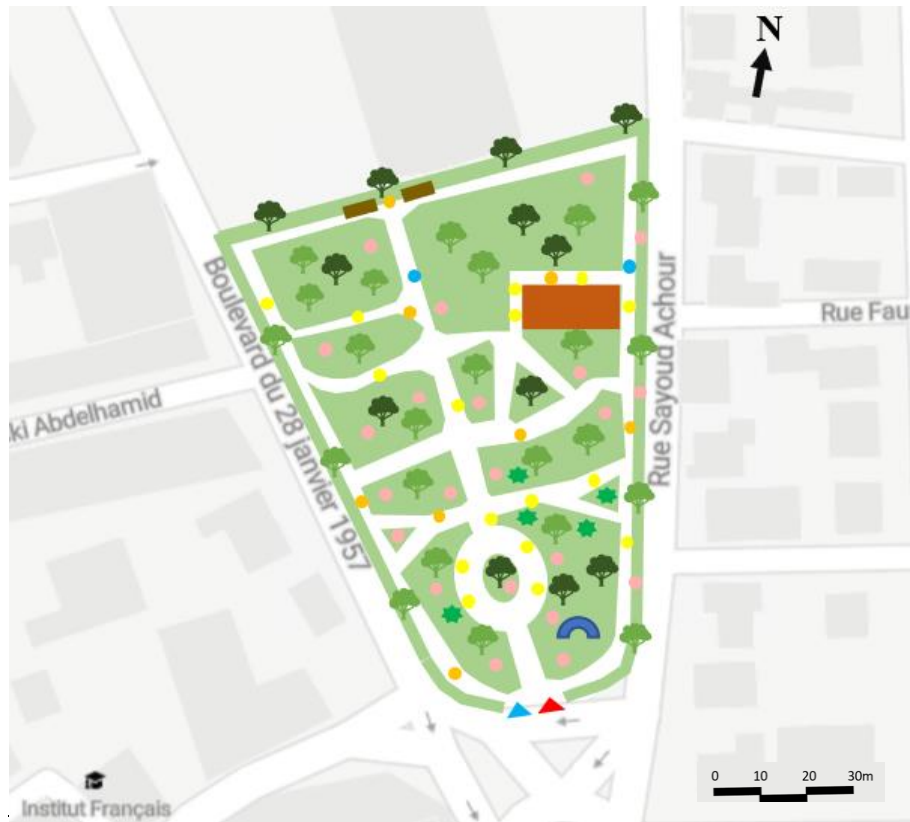 N
Boulevard du 28 janvier 1957
Rue Sayoud Achour
Rue Fau
ki Abdelhamid
Institut Français
0 10 20 30m